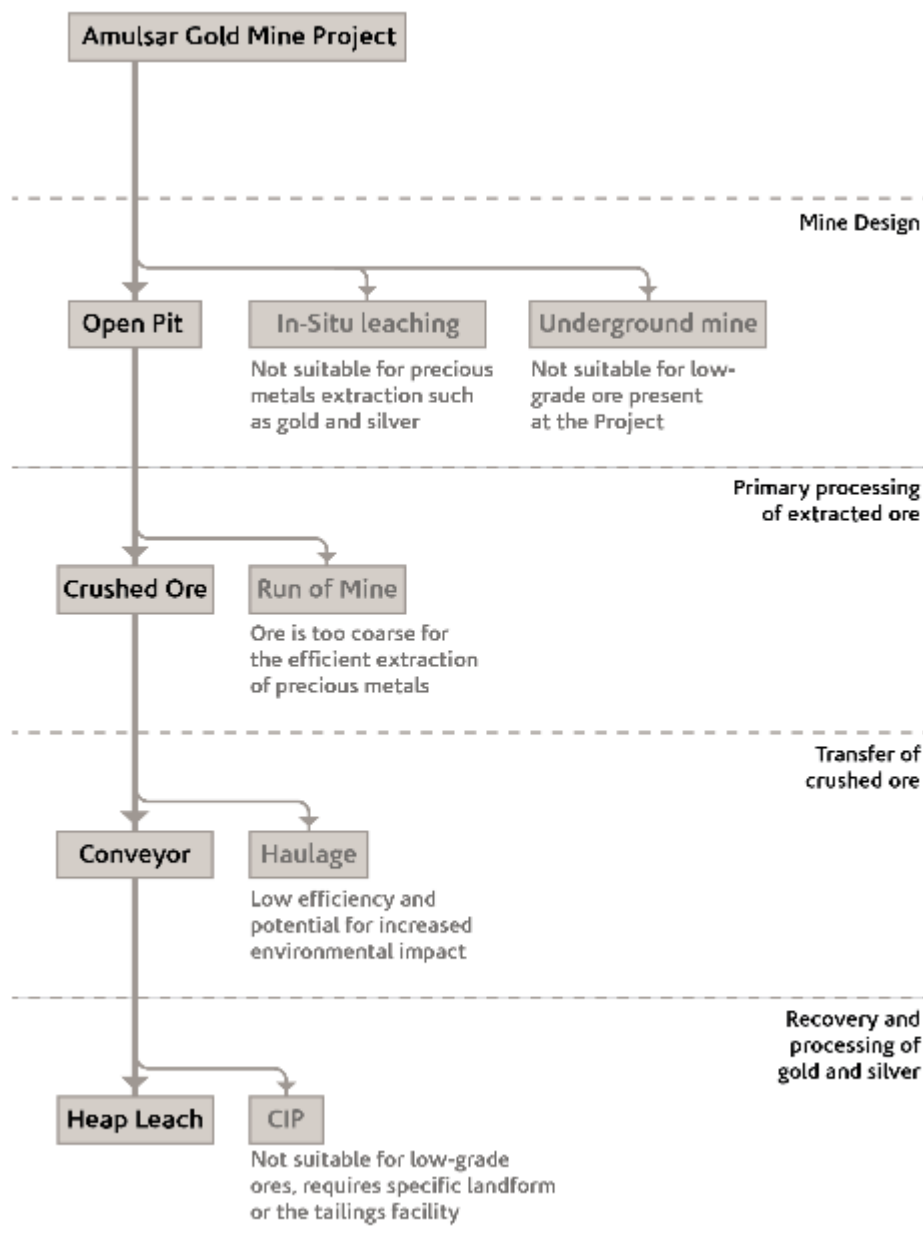 Amulsar Gold Mine Project
Mine Design
Open Pit
In-Situ leaching
Underground mine
Not suitable for precious
metals extraction such
as gold and silver
Not suitable for low-
grade ore present
at the Project
Primary processing
of extracted ore
Crushed Ore
Run of Mine
Ore is too coarse for
the efficient extraction
of precious metals
Transfer of
crushed ore
Conveyor
Haulage
Low efficiency and
potential for increased
environmental impact
Recovery and
processing of
gold and silver
Heap Leach
CIP
Not suitable for low-grade
ores, requires specific landform
or the tailings facility